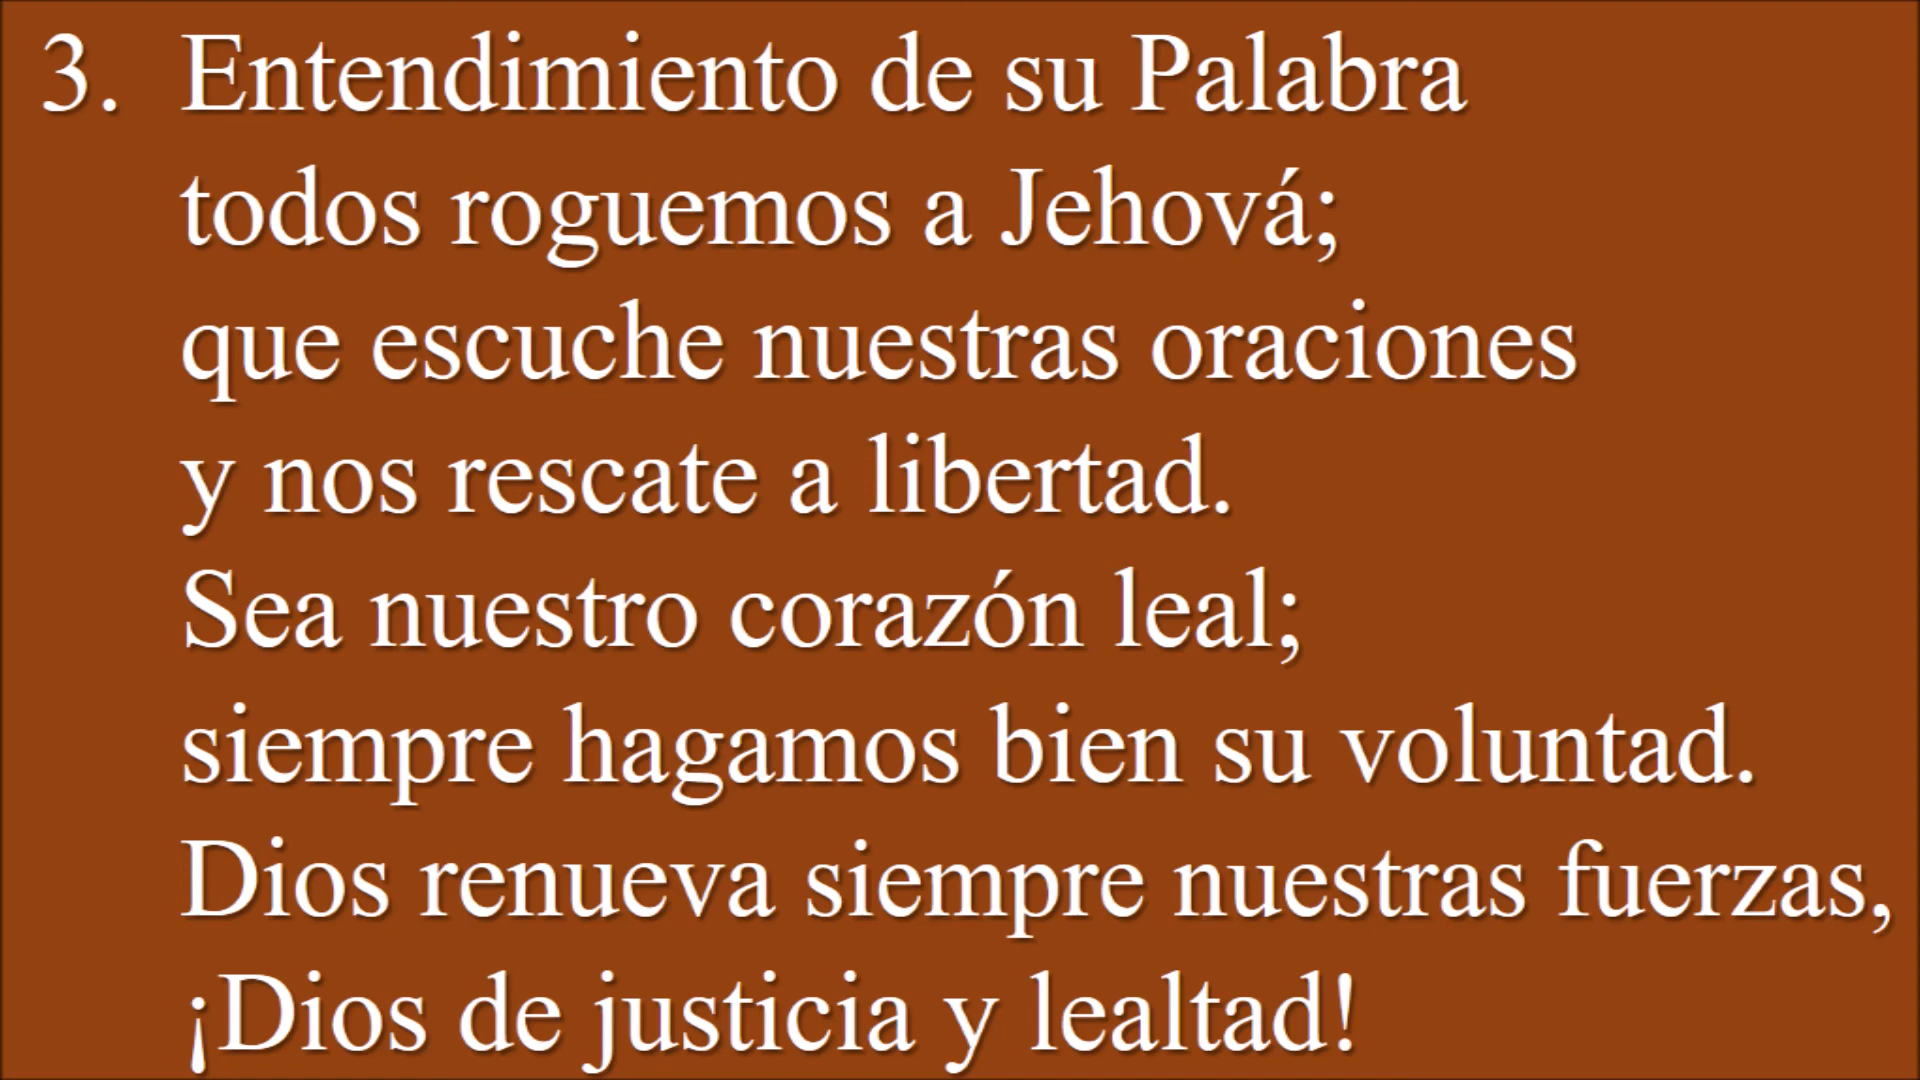 3. Entendimiento de su Palabra
todos roguemos a Jehová;
que escuche nuestras oraciones
y nos rescate a libertad.
Sea nuestro corazón leal;
siempre hagamos bien su voluntad.
Dios renueva siempre nuestras fuerzas,
¡Dios de justicia y lealtad!